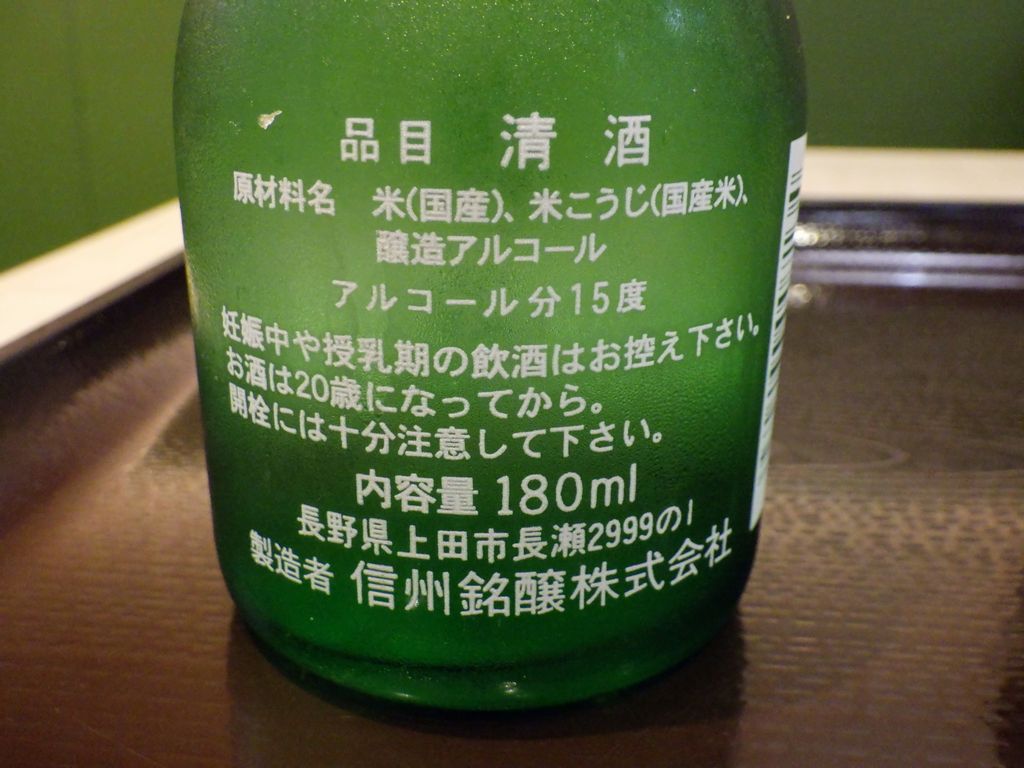 品目 清酒
原材料名 米(国産)、米こうじ(国産米)、
醸造アルコール
アルコール分15度
妊娠中や授乳期の飲酒はお控え下さい。
お酒は20歳になってから。
開栓には十分注意して下さい。
内容量 180ml
長野県上田市長瀬2999の1
製造者 信州銘醸株式会社